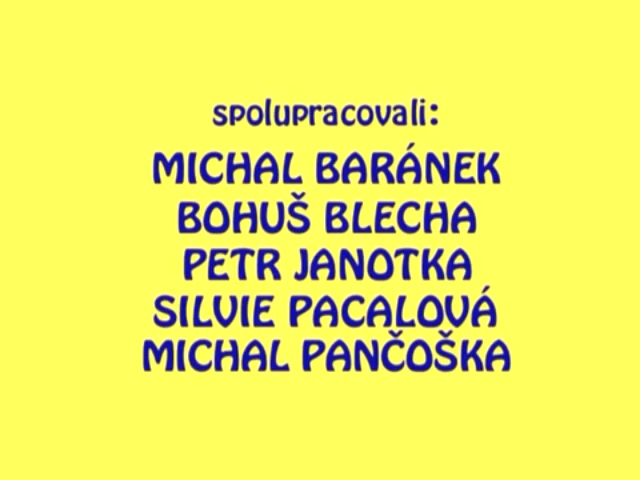 spolupracovali:
MICHAL BARÁNEK
BOHUŠ BLECHA
PETR JANOTKA
SILVIE PACALOVÁ
MICHAL PANČOŠKA